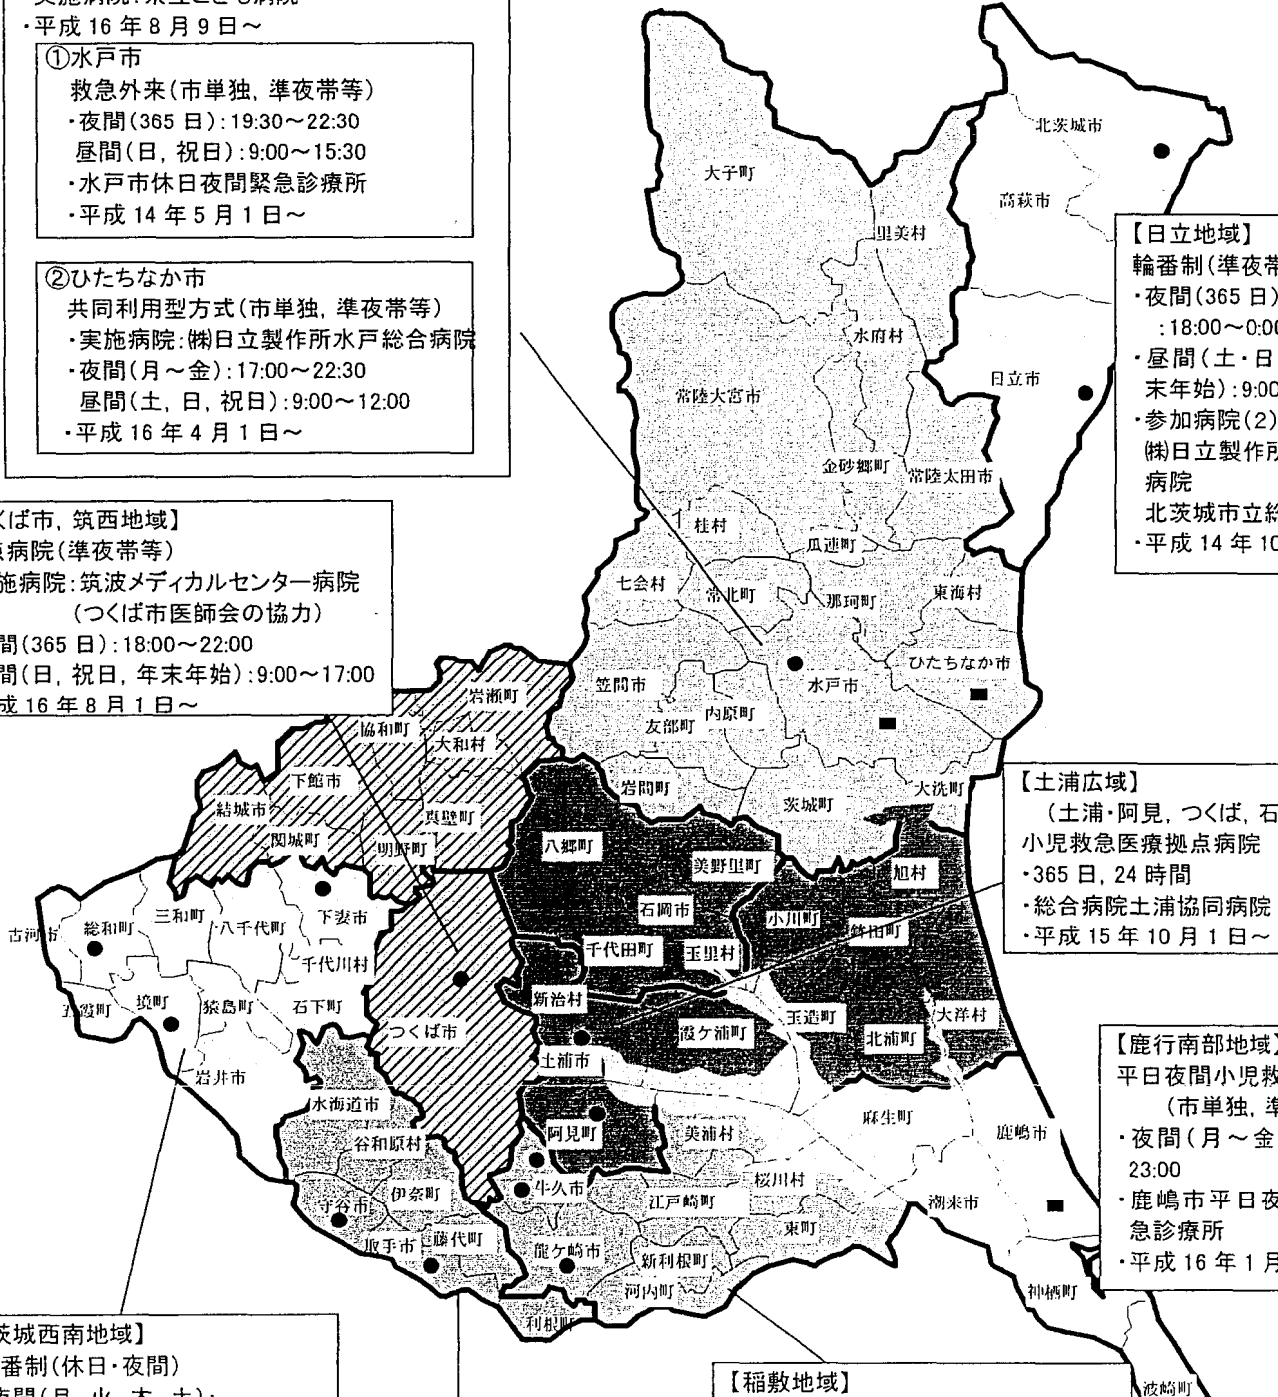 ・平成16年8月9日～
①水戸市
救急外来(市単独, 準夜帯等)
・夜間(365日):19:30～22:30
昼間(日, 祝日):9:00～15:30
・水戸市休日夜間緊急診療所
・平成14年5月1日～
②ひたちなか市
共同利用型方式(市単独, 準夜帯等)
・実施病院:㈱日立製作所水戸総合病院
・夜間(月～金):17:00～22:30
昼間(土, 日, 祝日):9:00～12:00
・平成16年4月1日～
くば市, 筑西地域】
点病院(準夜帯等)
施病院:筑波メディカルセンター病院
(つくば市医師会の協力)
間(365日):18:00～22:00
間(日, 祝日, 年末年始):9:00～17:00
成16年8月1日～
【日立地域】
輪番制(準夜帯
・夜間(365日)
:18:00～0:00
・昼間(土・日
末年始):9:00
・参加病院(2)
㈱日立製作所
病院
北茨城市立総
・平成14年10
【土浦広域】
(土浦・阿見, つくば, 石
小児救急医療拠点病院
・365日, 24時間
・総合病院土浦協同病院
・平成15年10月1日～
【鹿行南部地域】
平日夜間小児救
(市単独, 準
・夜間(月～金
23:00
・鹿嶋市平日夜
急診療所
・平成16年1月
茨城西南地域】
番制(休日・夜間)
【稲敷地域】
北茨城市
大子町
高萩市
里美村
水府村
日立市
常陸大宮市
金砂郷町
常陸太田市
桂村
瓜連町
七会村
常北町
那珂町
東海村
ひたちなか市
笠間市
水戸市
友部町
内原町
岩瀬町
協和町
大和村
下館市
岩間町
茨城町
大洗町
結城市
真壁町
関城町
明野町
八郷町
美野里町
旭村
石岡市
小川町
鉾田町
三和町
下妻市
古河市
総和町
八千代町
千代川村
千代田町
玉里村
新治村
五霞町
境町
猿島町
石下町
つくば市
霞ケ浦町
玉造町
大洋村
北浦町
土浦市
岩井市
水海道市
阿見町
美浦村
麻生町
鹿嶋市
谷和原村
伊奈町
牛久市
江戸崎町
桜川村
潮来市
守谷市
取手市
藤代町
龍ケ崎市
東町
新利根町
河内町
神栖町
利根町
波崎町